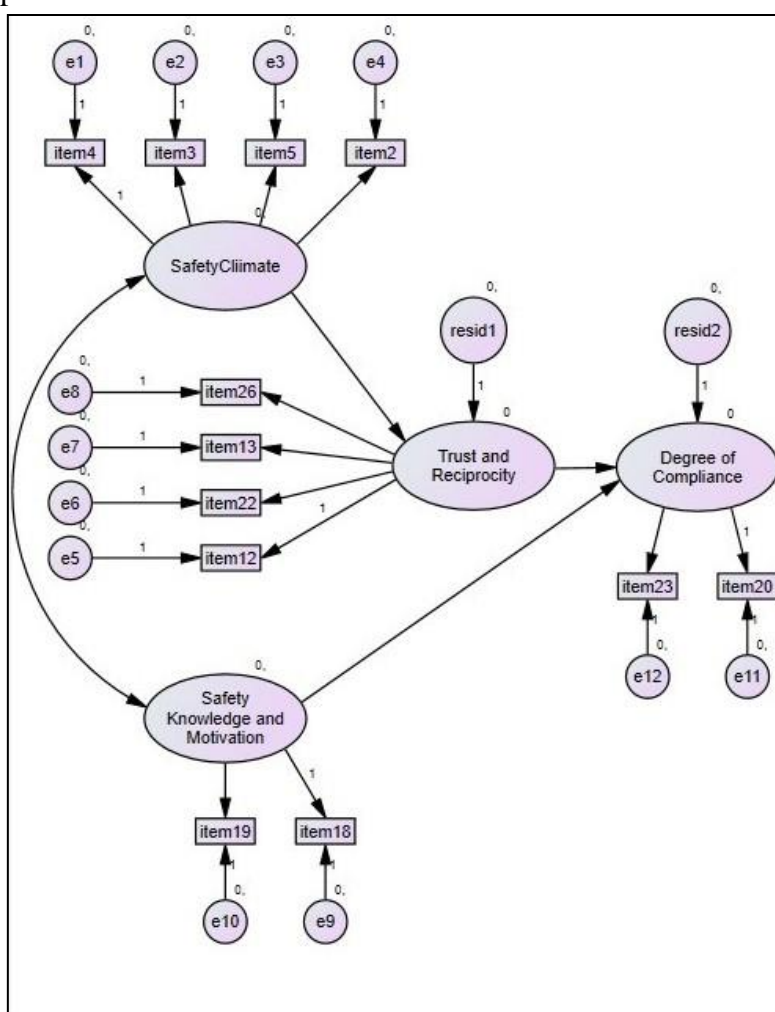 0, 0, 0, 0,
e1 e2 e3 e4
1 1 1 1
item4 item3 item5 item2
1
0,
SafetyCliimate
0, 0,
resid1 resid2
1 1
0,
e8 1 item26
0,
e7 1 item13
0,
e6 1 item22
0,
e5 1 item12
1
0
Trust and
Reciprocity
0
Degree of
Compliance
1
item23 item20
1 1
0, 0,
e12 e11
0,
Safety
Knowledge and
Motivation
1
item19 item18
1 1
0, 0,
e10 e9